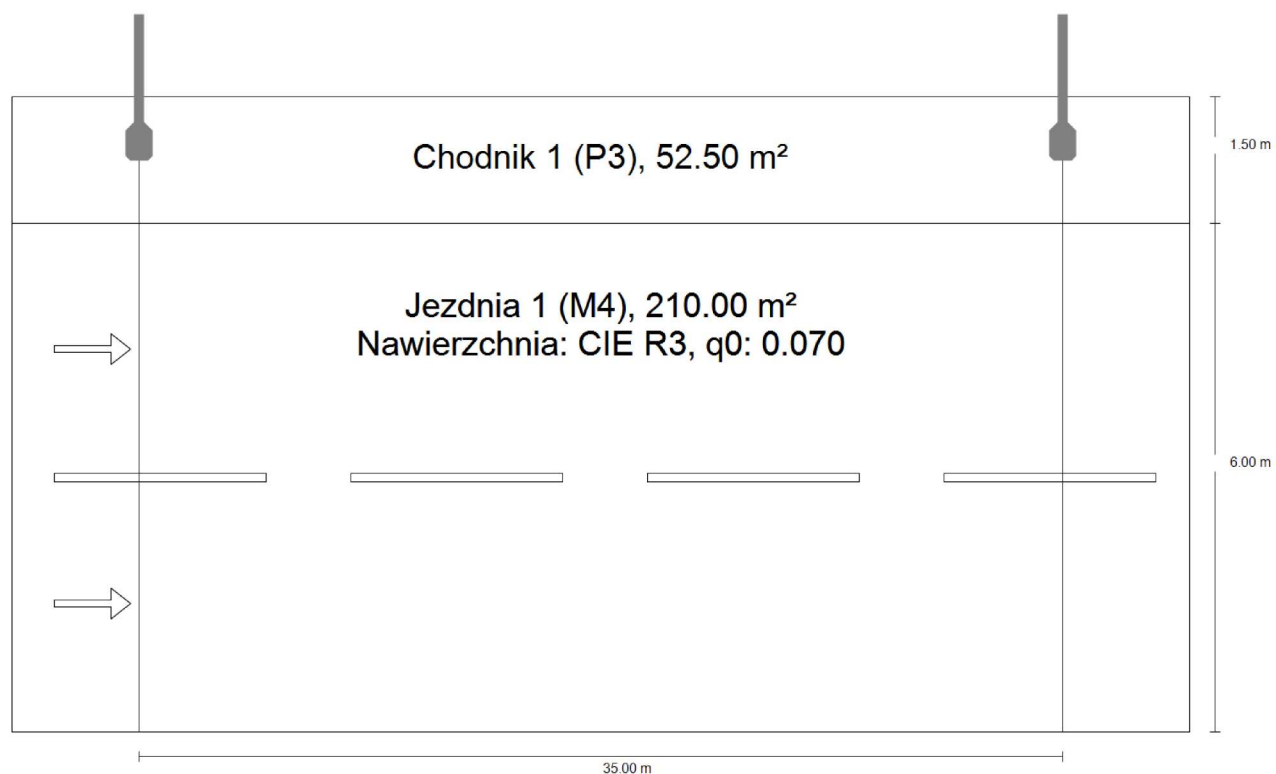 Chodnik 1 (P3), 52.50 m²
1.50 m
Jezdnia 1 (M4), 210.00 m²
Nawierzchnia: CIE R3, q0: 0.070
6.00 m
35.00 m